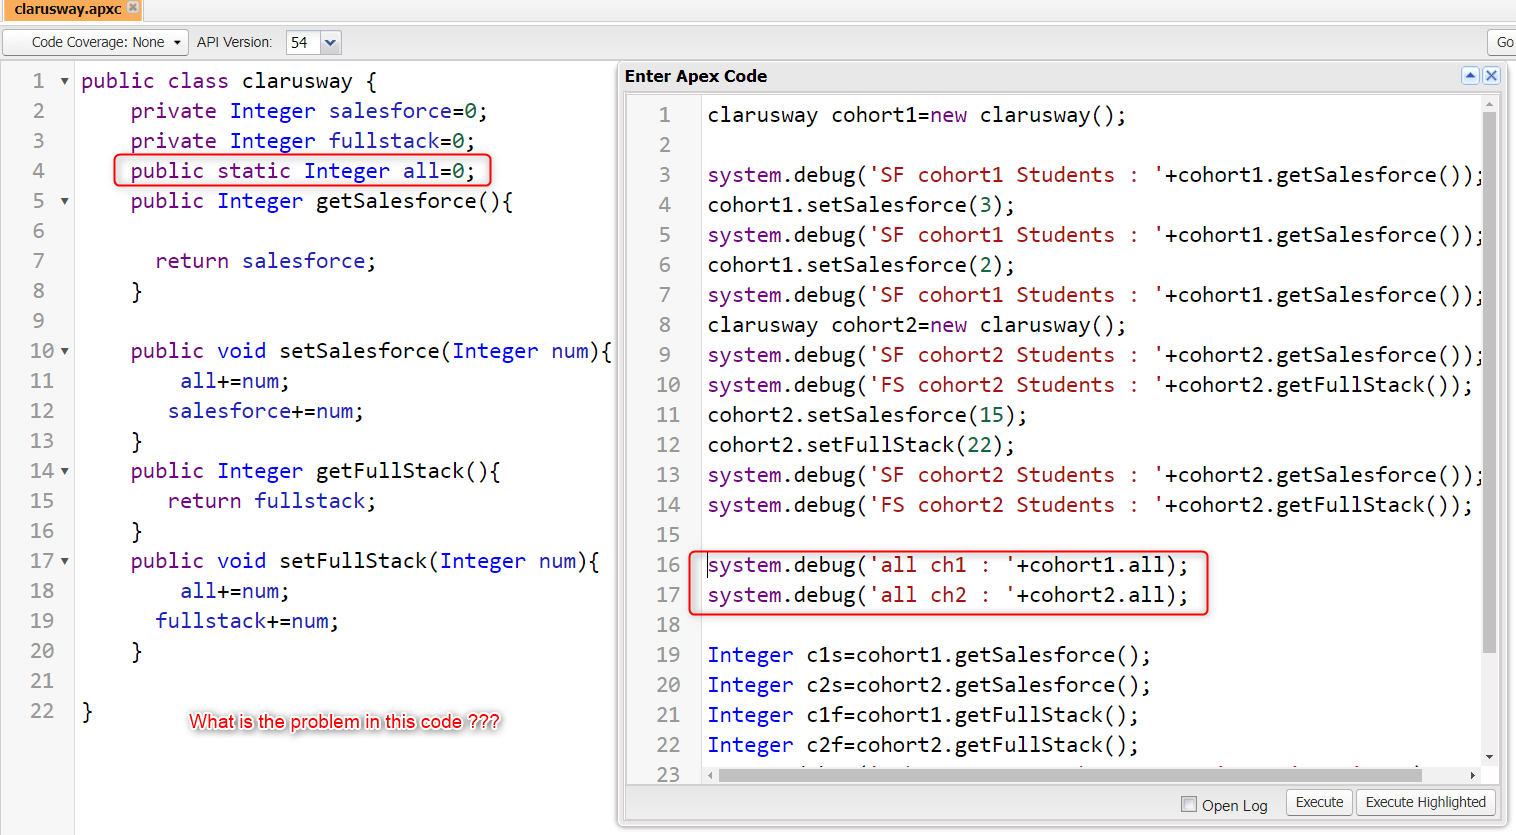 clarusway.apxc
Code Coverage: None API Version: 54 Go
1 public class clarusway {
2 private Integer salesforce=0;
3 private Integer fullstack=0;
4 public static Integer all=0;
5 public Integer getSalesforce(){
6
7 return salesforce;
8 }
9
10 public void setSalesforce(Integer num){
11 all+=num;
12 salesforce+=num;
13 }
14 public Integer getFullStack(){
15 return fullstack;
16 }
17 public void setFullStack(Integer num){
18 all+=num;
19 fullstack+=num;
20 }
21
22 }
What is the problem in this code ???
Enter Apex Code
1 clarusway cohort1=new clarusway();
2
3 system.debug('SF cohort1 Students : '+cohort1.getSalesforce());
4 cohort1.setSalesforce(3);
5 system.debug('SF cohort1 Students : '+cohort1.getSalesforce());
6 cohort1.setSalesforce(2);
7 system.debug('SF cohort1 Students : '+cohort1.getSalesforce());
8 clarusway cohort2=new clarusway();
9 system.debug('SF cohort2 Students : '+cohort2.getSalesforce());
10 system.debug('FS cohort2 Students : '+cohort2.getFullStack());
11 cohort2.setSalesforce(15);
12 cohort2.setFullStack(22);
13 system.debug('SF cohort2 Students : '+cohort2.getSalesforce());
14 system.debug('FS cohort2 Students : '+cohort2.getFullStack());
15
16 system.debug('all ch1 : '+cohort1.all);
17 system.debug('all ch2 : '+cohort2.all);
18
19 Integer c1s=cohort1.getSalesforce();
20 Integer c2s=cohort2.getSalesforce();
21 Integer c1f=cohort1.getFullStack();
22 Integer c2f=cohort2.getFullStack();
23
Open Log Execute Execute Highlighted